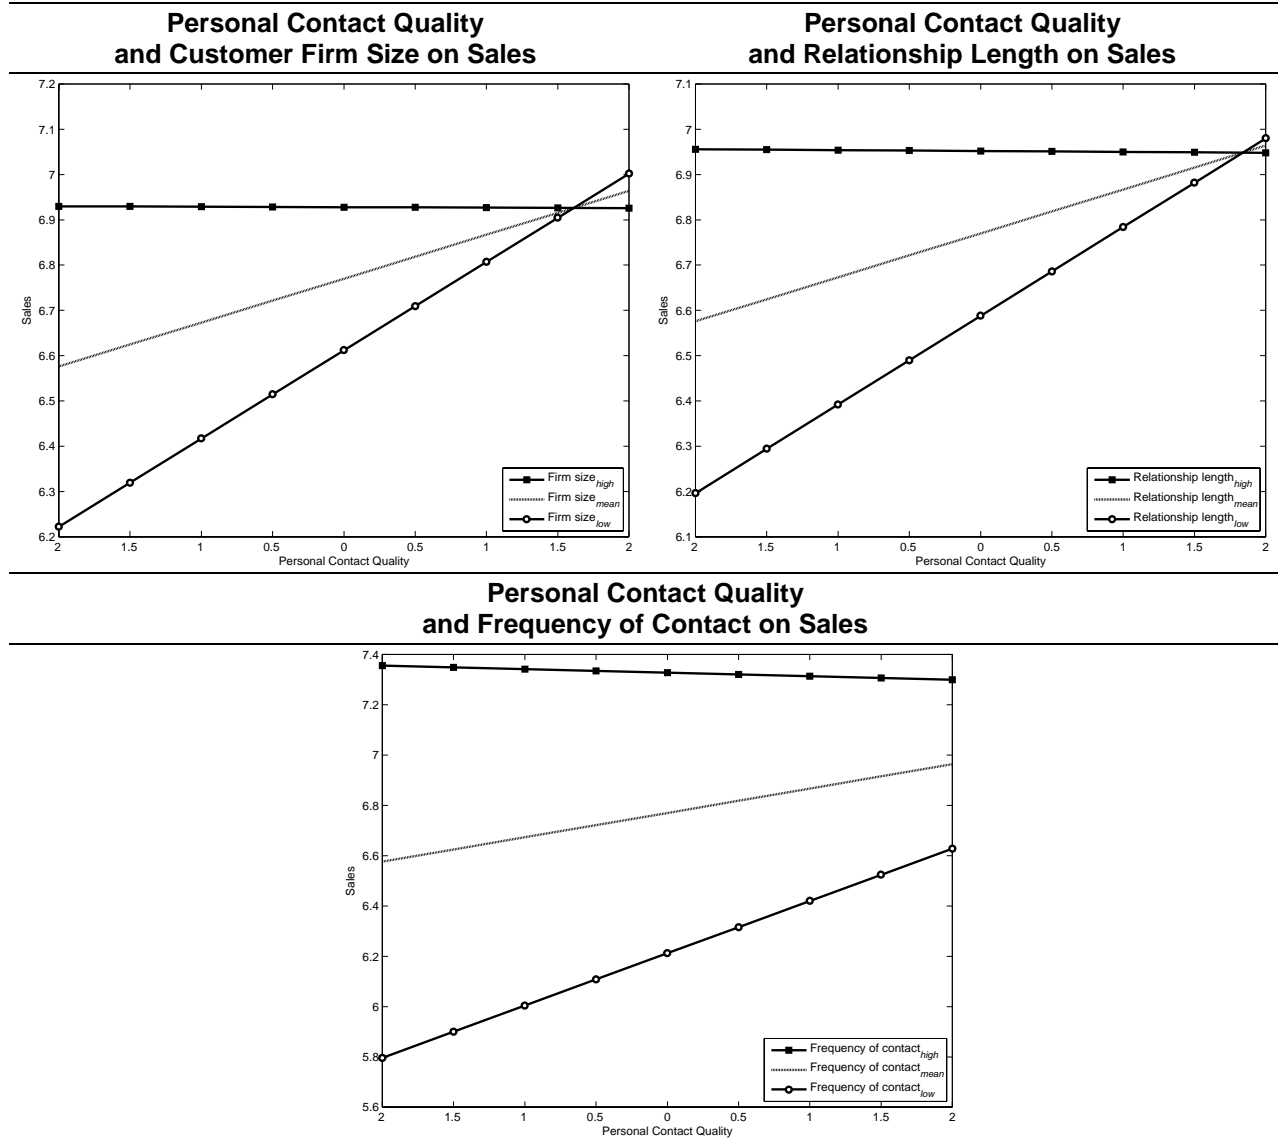 Personal Contact Quality
and Customer Firm Size on Sales
7.2
7.1
7
6.9
6.8
6.7
6.6
6.5
6.4
6.3
6.2
Sales
2 1.5 1 0.5 0 0.5 1 1.5 2
Personal Contact Quality
Firm size high
Firm size mean
Firm size low
Personal Contact Quality
and Relationship Length on Sales
7.1
7
6.9
6.8
6.7
6.6
6.5
6.4
6.3
6.2
6.1
Sales
2 1.5 1 0.5 0 0.5 1 1.5 2
Personal Contact Quality
Relationship length high
Relationship length mean
Relationship length low
Personal Contact Quality
and Frequency of Contact on Sales
7.4
7.2
7
6.8
6.6
6.4
6.2
6
5.8
5.6
Sales
2 1.5 1 0.5 0 0.5 1 1.5 2
Personal Contact Quality
Frequency of contact high
Frequency of contact mean
Frequency of contact low